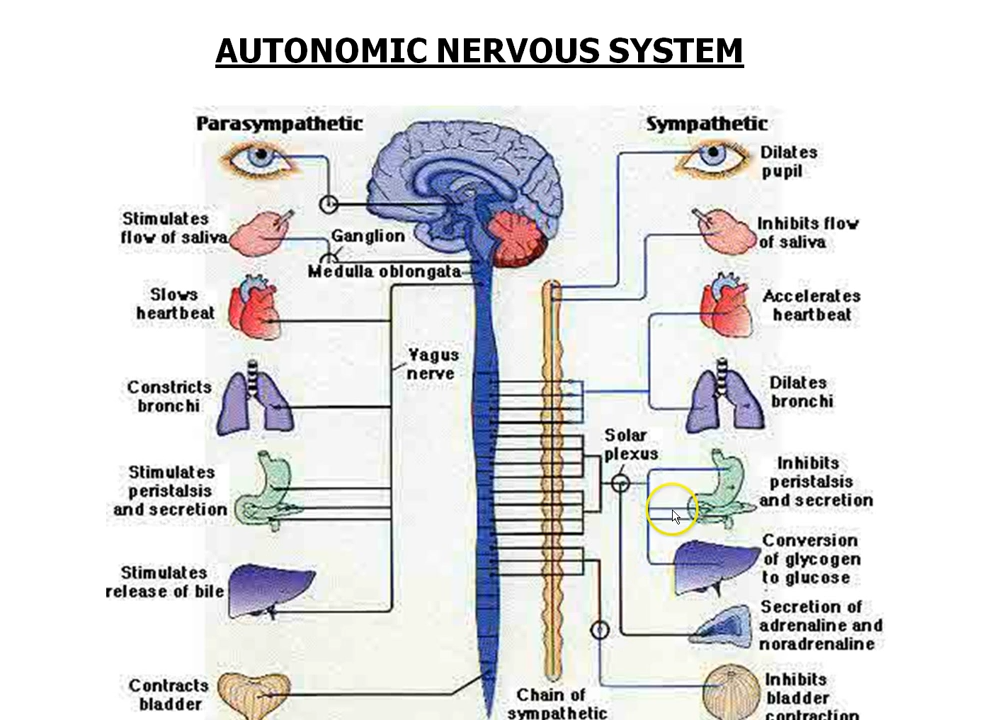 AUTONOMIC NERVOUS SYSTEM
Parasympathetic
Sympathetic
Dilates
pupil
Stimulates
flow of saliva
Ganglion
Medulla oblongata
Inhibits flow
of saliva
Slows
heartbeat
Accelerates
heartbeat
Vagus
nerve
Constricts
bronchi
Dilates
bronchi
Solar
plexus
Stimulates
peristalsis
and secretion
Inhibits
peristalsis
and secretion
Stimulates
release of bile
Conversion
of glycogen
to glucose
Secretion of
adrenaline and
noradrenaline
Contracts
bladder
Chain of
sympathetic
Inhibits
bladder
contraction